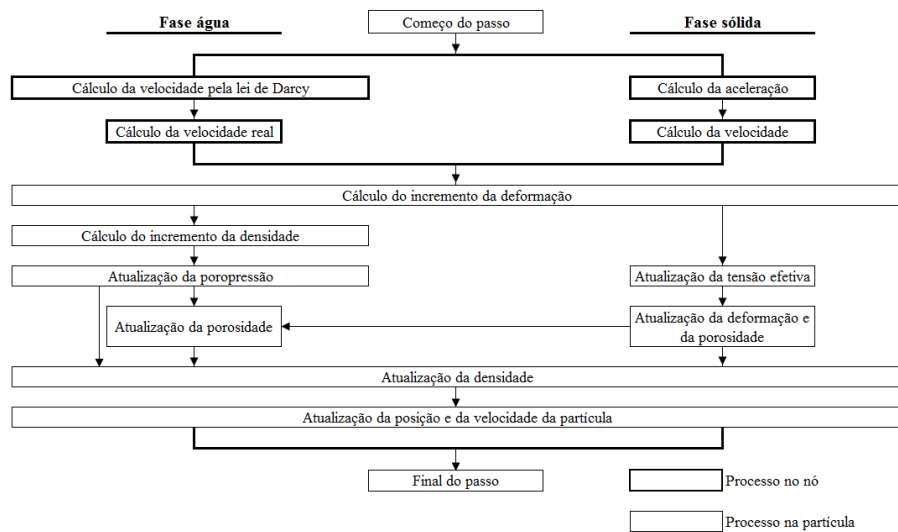 Fase água
Começo do passo
Fase sólida
Cálculo da velocidade pela lei de Darcy
Cálculo da aceleração
Cálculo da velocidade real
Cálculo da velocidade
Cálculo do incremento da deformação
Cálculo do incremento da densidade
Atualização da poropressão
Atualização da tensão efetiva
Atualização da porosidade
Atualização da deformação e
da porosidade
Atualização da densidade
Atualização da posição e da velocidade da partícula
Final do passo
Processo no nó
Processo na partícula